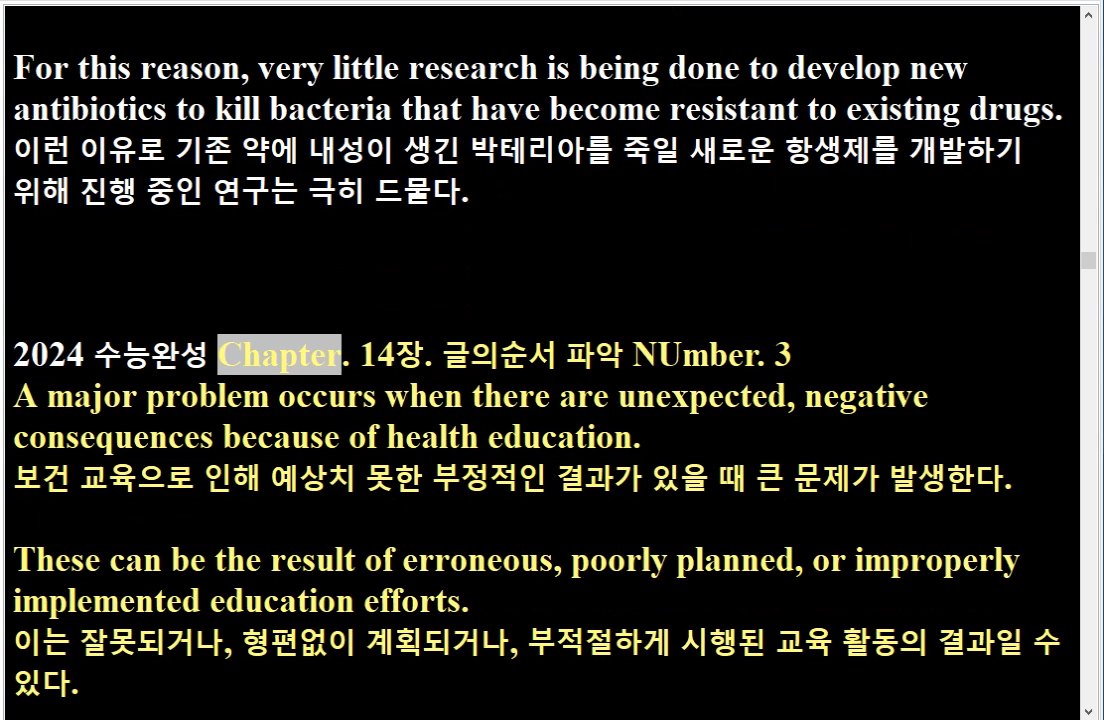 For this reason, very little research is being done to develop new
antibiotics to kill bacteria that have become resistant to existing drugs.
이런 이유로 기존 약에 내성이 생긴 박테리아를 죽일 새로운 항생제를 개발하기
위해 진행 중인 연구는 극히 드물다.
2024 수능완성 Chapter. 14장. 글의순서 파악 NUmber. 3
A major problem occurs when there are unexpected, negative
consequences because of health education.
보건 교육으로 인해 예상치 못한 부정적인 결과가 있을 때 큰 문제가 발생한다.
These can be the result of erroneous, poorly planned, or improperly
implemented education efforts.
이는 잘못되거나, 형편없이 계획되거나, 부적절하게 시행된 교육 활동의 결과일 수
있다.